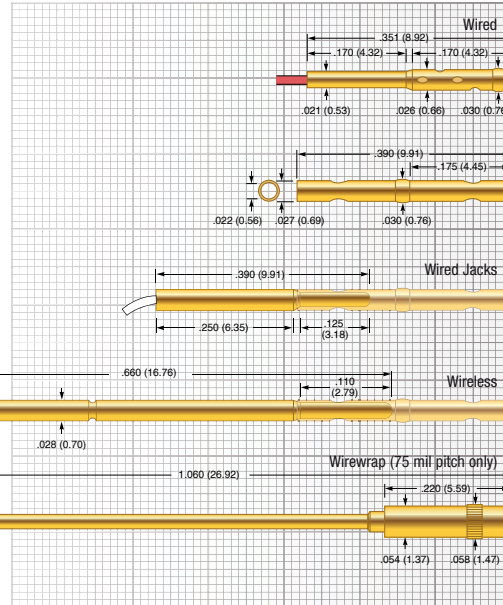 Wired
.351 (8.92)
.170 (4.32) .170 (4.32)
.021 (0.53) .026 (0.66) .030 (0.76
.390 (9.91)
.175 (4.45)
.022 (0.56) .027 (0.69) .030 (0.76)
Wired Jacks
.390 (9.91)
.250 (6.35) .125
(3.18)
.660 (16.76)
Wireless
.110
(2.79)
.028 (0.70)
Wirewrap (75 mil pitch only)
1.060 (26.92)
.220 (5.59)
.054 (1.37) .058 (1.47)